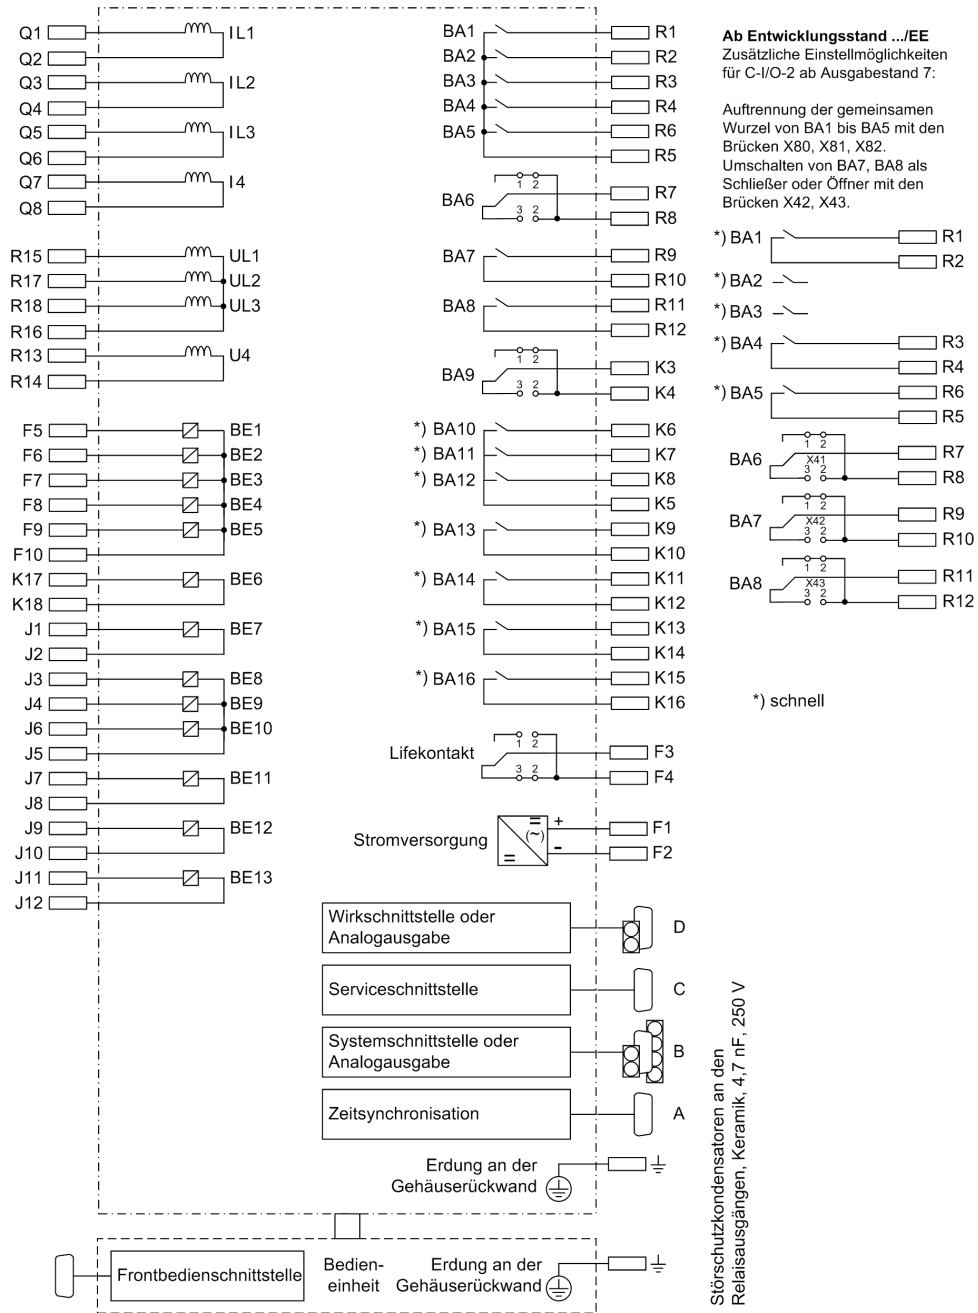 Q1
IL1
Q2
Q3
IL2
Q4
Q5
IL3
Q6
Q7
I4
Q8
R15
UL1
R17
UL2
R18
UL3
R16
R13
U4
R14
F5
BE1
F6
BE2
F7
BE3
F8
BE4
F9
BE5
F10
K17
BE6
K18
J1
BE7
J2
J3
BE8
J4
BE9
J6
BE10
J5
J7
BE11
J8
J9
BE12
J10
J11
BE13
J12
BA1
R1
BA2
R2
BA3
R3
BA4
R4
BA5
R6
R5
BA6
1 2
3 2
R7
R8
BA7
R9
R10
BA8
R11
R12
BA9
1 2
3 2
K3
K4
*) BA10
K6
*) BA11
K7
*) BA12
K8
K5
*) BA13
K9
K10
*) BA14
K11
K12
*) BA15
K13
K14
*) BA16
K15
K16
Lifekontakt
1 2
3 2
F3
F4
Stromversorgung
=
(~)
=
+
-
F1
F2
Wirkschnittstelle oder
Analogausgabe
D
Serviceschnittstelle
C
Systemschnittstelle oder
Analogausgabe
B
Zeitsynchronisation
A
Erdung an der
Gehäuserückwand
Frontbedienschnittstelle
Bedien-
einheit
Erdung an der
Gehäuserückwand
Ab Entwicklungsstand .../EE
Zusätzliche Einstellmöglichkeiten
für C-I/O-2 ab Ausgabestand 7:
Auftrennung der gemeinsamen
Wurzel von BA1 bis BA5 mit den
Brücken X80, X81, X82.
Umschalten von BA7, BA8 als
Schließer oder Öffner mit den
Brücken X42, X43.
*) BA1
R1
R2
*) BA2
*) BA3
*) BA4
R3
R4
*) BA5
R6
R5
BA6
1 2
X41
3 2
R7
R8
BA7
1 2
X42
3 2
R9
R10
BA8
1 2
X43
3 2
R11
R12
*) schnell
Störschutzkondensatoren an den
Relaisausgängen, Keramik, 4,7 nF, 250 V